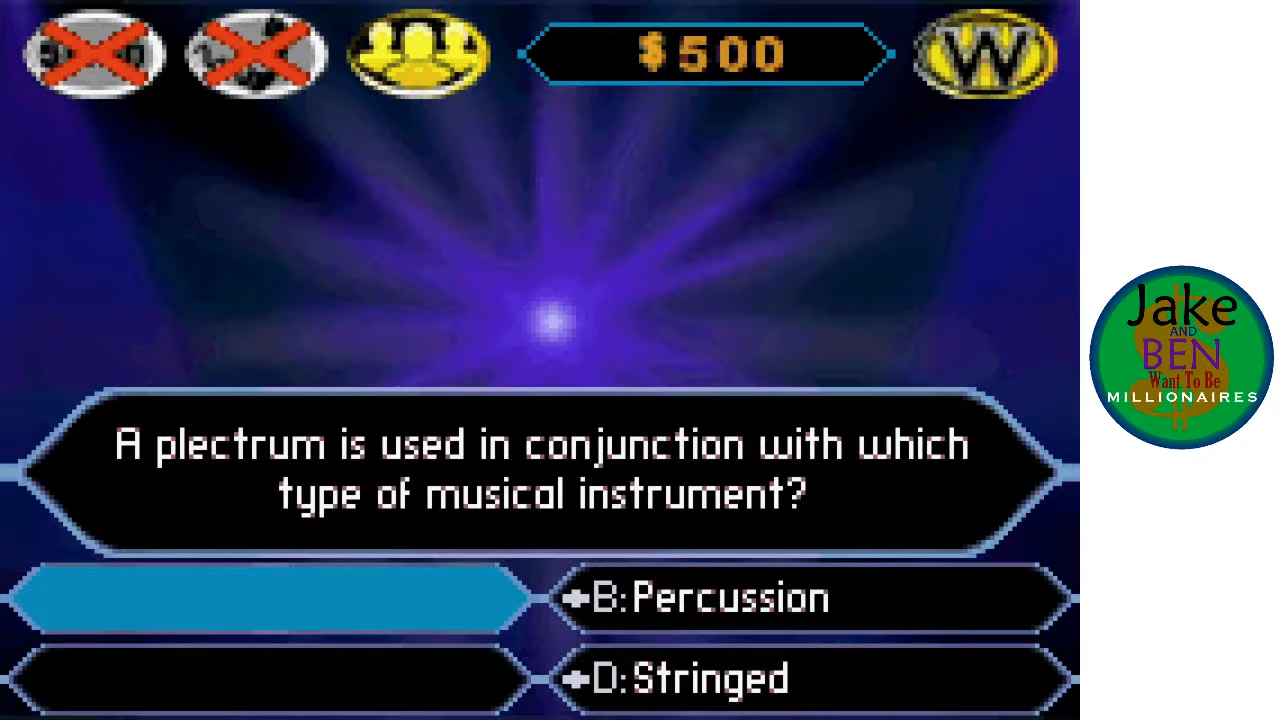 $500
W
A plectrum is used in conjunction with which
type of musical instrument?
B: Percussion
D: Stringed
Jake
AND
BEN
Want To Be
MILLIONAIRES